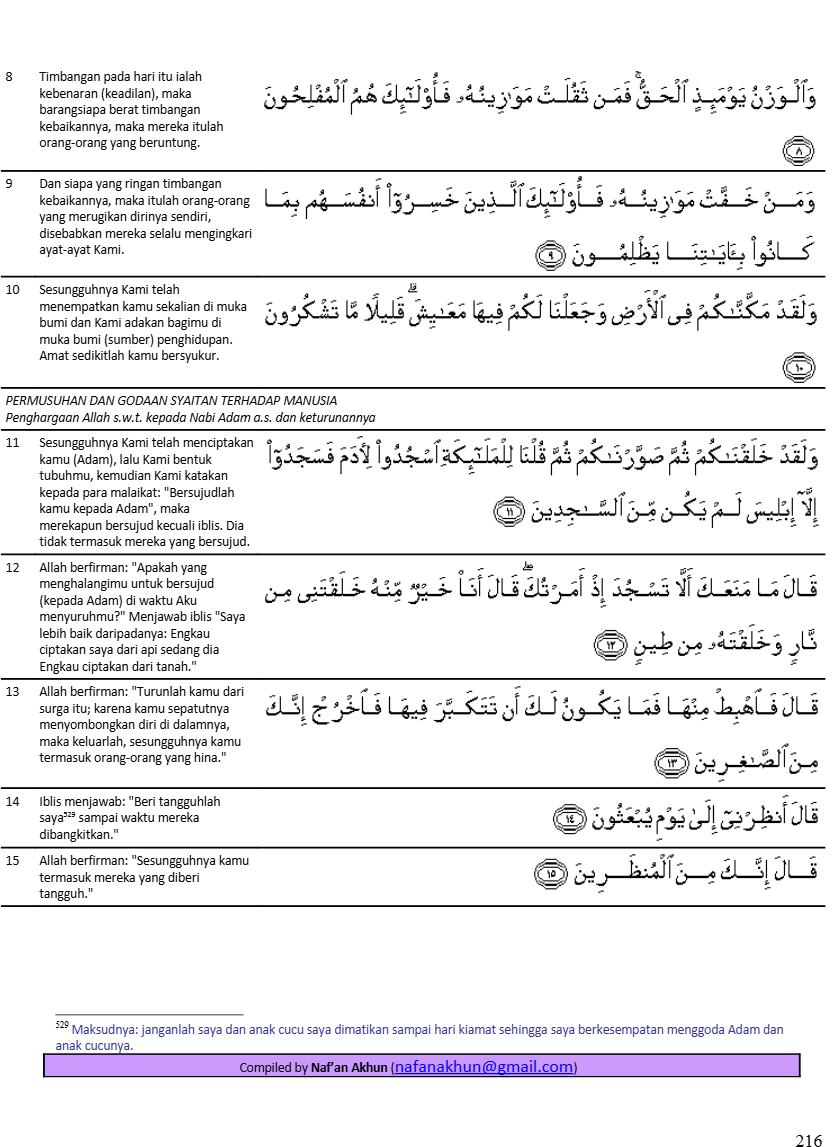 8 Timbangan pada hari itu ialah
kebenaran (keadilan), maka
barangsiapa berat timbangan
kebaikannya, maka mereka itulah
orang-orang yang beruntung.
وَٱلْوَزْنُ يَوْمَئِذٍ ٱلْحَقُّ ۚ فَمَن ثَقُلَتْ مَوَٰزِينُهُۥ فَأُو۟لَـٰٓئِكَ هُمُ ٱلْمُفْلِحُونَ
﴿٨﴾
9 Dan siapa yang ringan timbangan
kebaikannya, maka itulah orang-orang
yang merugikan dirinya sendiri,
disebabkan mereka selalu mengingkari
ayat-ayat Kami.
وَمَنْ خَفَّتْ مَوَٰزِينُهُۥ فَأُو۟لَـٰٓئِكَ ٱلَّذِينَ خَسِرُوٓا۟ أَنفُسَهُم بِمَا
كَانُوا۟ بِـَٔايَـٰتِنَا يَظْلِمُونَ ﴿٩﴾
10 Sesungguhnya Kami telah
menempatkan kamu sekalian di muka
bumi dan Kami adakan bagimu di
muka bumi (sumber) penghidupan.
Amat sedikitlah kamu bersyukur.
وَلَقَدْ مَكَّنَّـٰكُمْ فِى ٱلْأَرْضِ وَجَعَلْنَا لَكُمْ فِيهَا مَعَـٰيِشَ ۗ قَلِيلًا مَّا تَشْكُرُونَ
﴿١٠﴾
PERMUSUHAN DAN GODAAN SYAITAN TERHADAP MANUSIA
Penghargaan Allah s.w.t. kepada Nabi Adam a.s. dan keturunannya
11 Sesungguhnya Kami telah menciptakan
kamu (Adam), lalu Kami bentuk
tubuhmu, kemudian Kami katakan
kepada para malaikat: "Bersujudlah
kamu kepada Adam", maka
merekapun bersujud kecuali iblis. Dia
tidak termasuk mereka yang bersujud.
وَلَقَدْ خَلَقْنَـٰكُمْ ثُمَّ صَوَّرْنَـٰكُمْ ثُمَّ قُلْنَا لِلْمَلَـٰٓئِكَةِ ٱسْجُدُوا۟ لِـَٔادَمَ فَسَجَدُوٓا۟
إِلَّآ إِبْلِيسَ لَمْ يَكُن مِّنَ ٱلسَّـٰجِدِينَ ﴿١١﴾
12 Allah berfirman: "Apakah yang
menghalangimu untuk bersujud
(kepada Adam) di waktu Aku
menyuruhmu?" Menjawab iblis "Saya
lebih baik daripadanya: Engkau
ciptakan saya dari api sedang dia
Engkau ciptakan dari tanah."
قَالَ مَا مَنَعَكَ أَلَّا تَسْجُدَ إِذْ أَمَرْتُكَ ۖ قَالَ أَنَا۠ خَيْرٌ مِّنْهُ خَلَقْتَنِى مِن
نَّارٍ وَخَلَقْتَهُۥ مِن طِينٍ ﴿١٢﴾
13 Allah berfirman: "Turunlah kamu dari
surga itu; karena kamu sepatutnya
menyombongkan diri di dalamnya,
maka keluarlah, sesungguhnya kamu
termasuk orang-orang yang hina."
قَالَ فَٱهْبِطْ مِنْهَا فَمَا يَكُونُ لَكَ أَن تَتَكَبَّرَ فِيهَا فَٱخْرُجْ إِنَّكَ
مِنَ ٱلصَّـٰغِرِينَ ﴿١٣﴾
14 Iblis menjawab: "Beri tangguhlah
saya529 sampai waktu mereka
dibangkitkan."
قَالَ أَنظِرْنِىٓ إِلَىٰ يَوْمِ يُبْعَثُونَ ﴿١٤﴾
15 Allah berfirman: "Sesungguhnya kamu
termasuk mereka yang diberi
tangguh."
قَالَ إِنَّكَ مِنَ ٱلْمُنظَرِينَ ﴿١٥﴾
529 Maksudnya: janganlah saya dan anak cucu saya dimatikan sampai hari kiamat sehingga saya berkesempatan menggoda Adam dan
anak cucunya.
Compiled by Naf'an Akhun (nafanakhun@gmail.com)
216